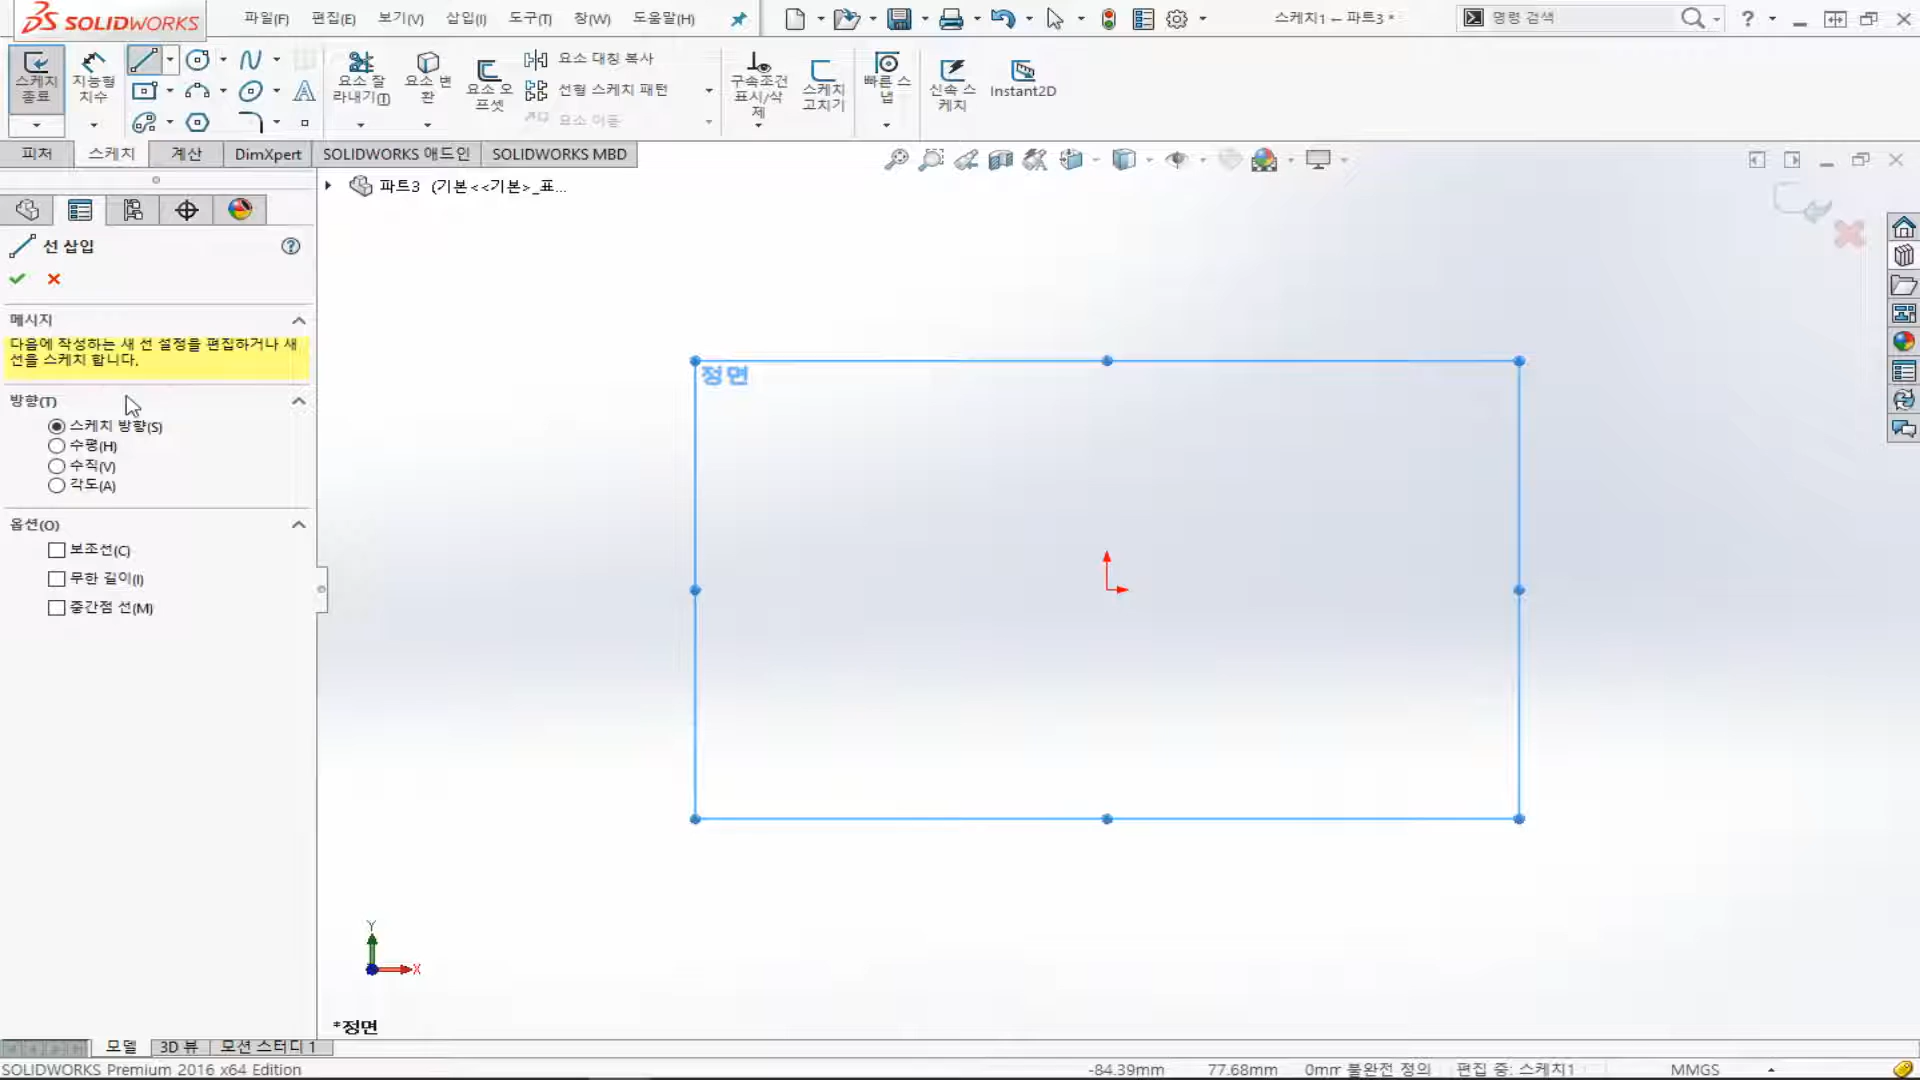 SOLIDWORKS 파일(F) 편집(E) 보기(V) 삽입(I) 도구(T) 창(W) 도움말(H) 스케치1 - 파트3 * 명령 검색 ?
스케치 종료
지능형 치수
요소 잘라내기(T)
요소 변환
요소 오프셋
요소 대칭 복사
선형 스케치 패턴
요소 이동
구속조건 표시/삭제
스케치 고치기
빠른 스냅
신속 스케치
Instant2D
피처 스케치 계산 DimXpert SOLIDWORKS 애드인 SOLIDWORKS MBD
파트3 (기본<<기본>_표...
선 삽입
메시지
다음에 작성하는 새 선 설정을 편집하거나 새
선을 스케치 합니다.
방향(T)
스케치 방향(S)
수평(H)
수직(V)
각도(A)
옵션(O)
보조선(C)
무한 길이(I)
중간점 선(M)
정면
Y
X
*정면
모델 3D 뷰 모션 스터디 1
SOLIDWORKS Premium 2016 x64 Edition -84.39mm 77.68mm 0mm 불완전 정의 편집 중: 스케치1 MMGS